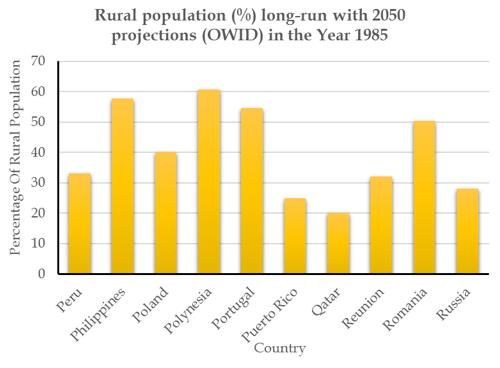 Rural population (%) long-run with 2050
projections (OWID) in the Year 1985
Percentage Of Rural Population
70
60
50
40
30
20
10
0
Peru
Philippines
Poland
Polynesia
Portugal
Puerto Rico
Qatar
Reunion
Romania
Russia
Country